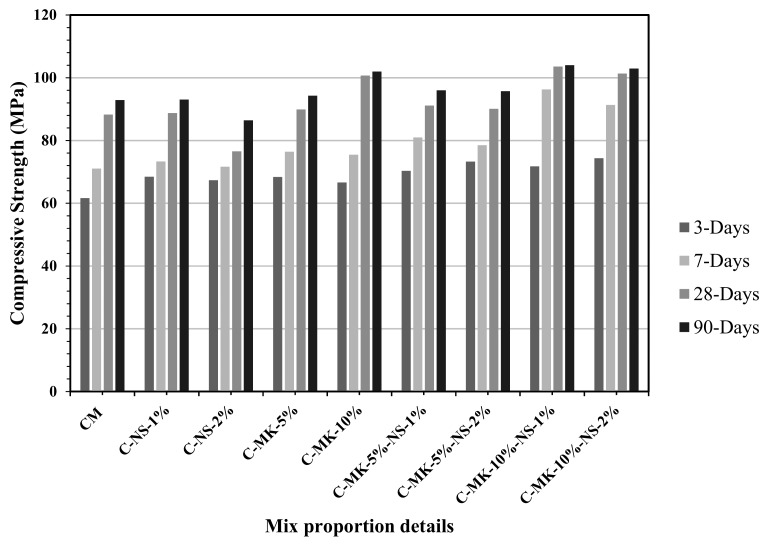 120
100
80
60
40
20
0
Compressive Strength (MPa)
CM
C-NS-1%
C-NS-2%
C-MK-5%
C-MK-10%
C-MK-5%-NS-1%
C-MK-5%-NS-2%
C-MK-10%-NS-1%
C-MK-10%-NS-2%
Mix proportion details
3-Days
7-Days
28-Days
90-Days